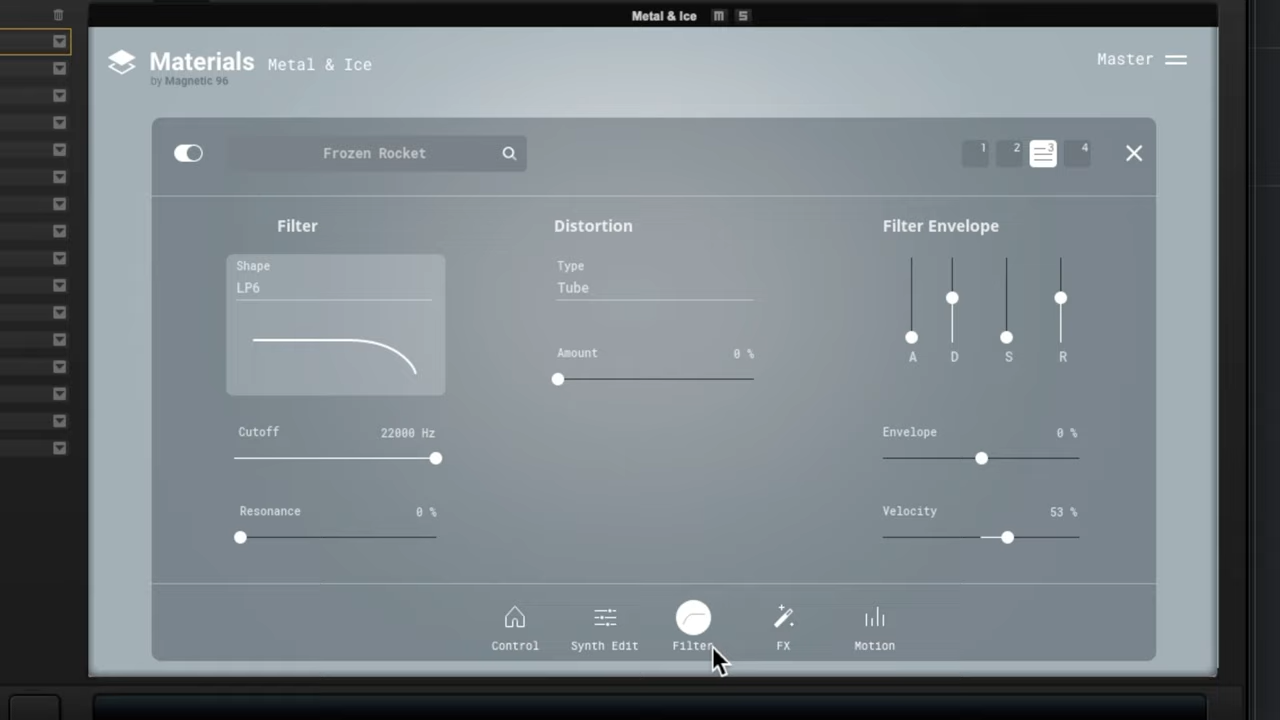 Metal & Ice M S
Materials Metal & Ice
by Magnetic 96
Master
Frozen Rocket
1 2 3 4
Filter Distortion Filter Envelope
Shape
LP6
Type
Tube
A D S R
Amount 0 %
Cutoff 22000 Hz
Envelope 0 %
Resonance 0 %
Velocity 53 %
Control Synth Edit Filter FX Motion